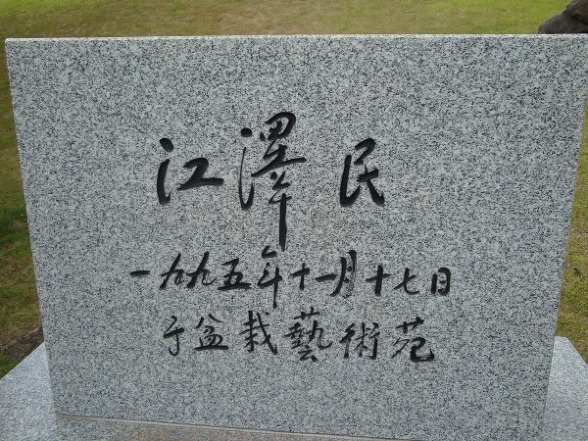 江澤民
一九九五年十一月十七日
于盆栽藝術苑